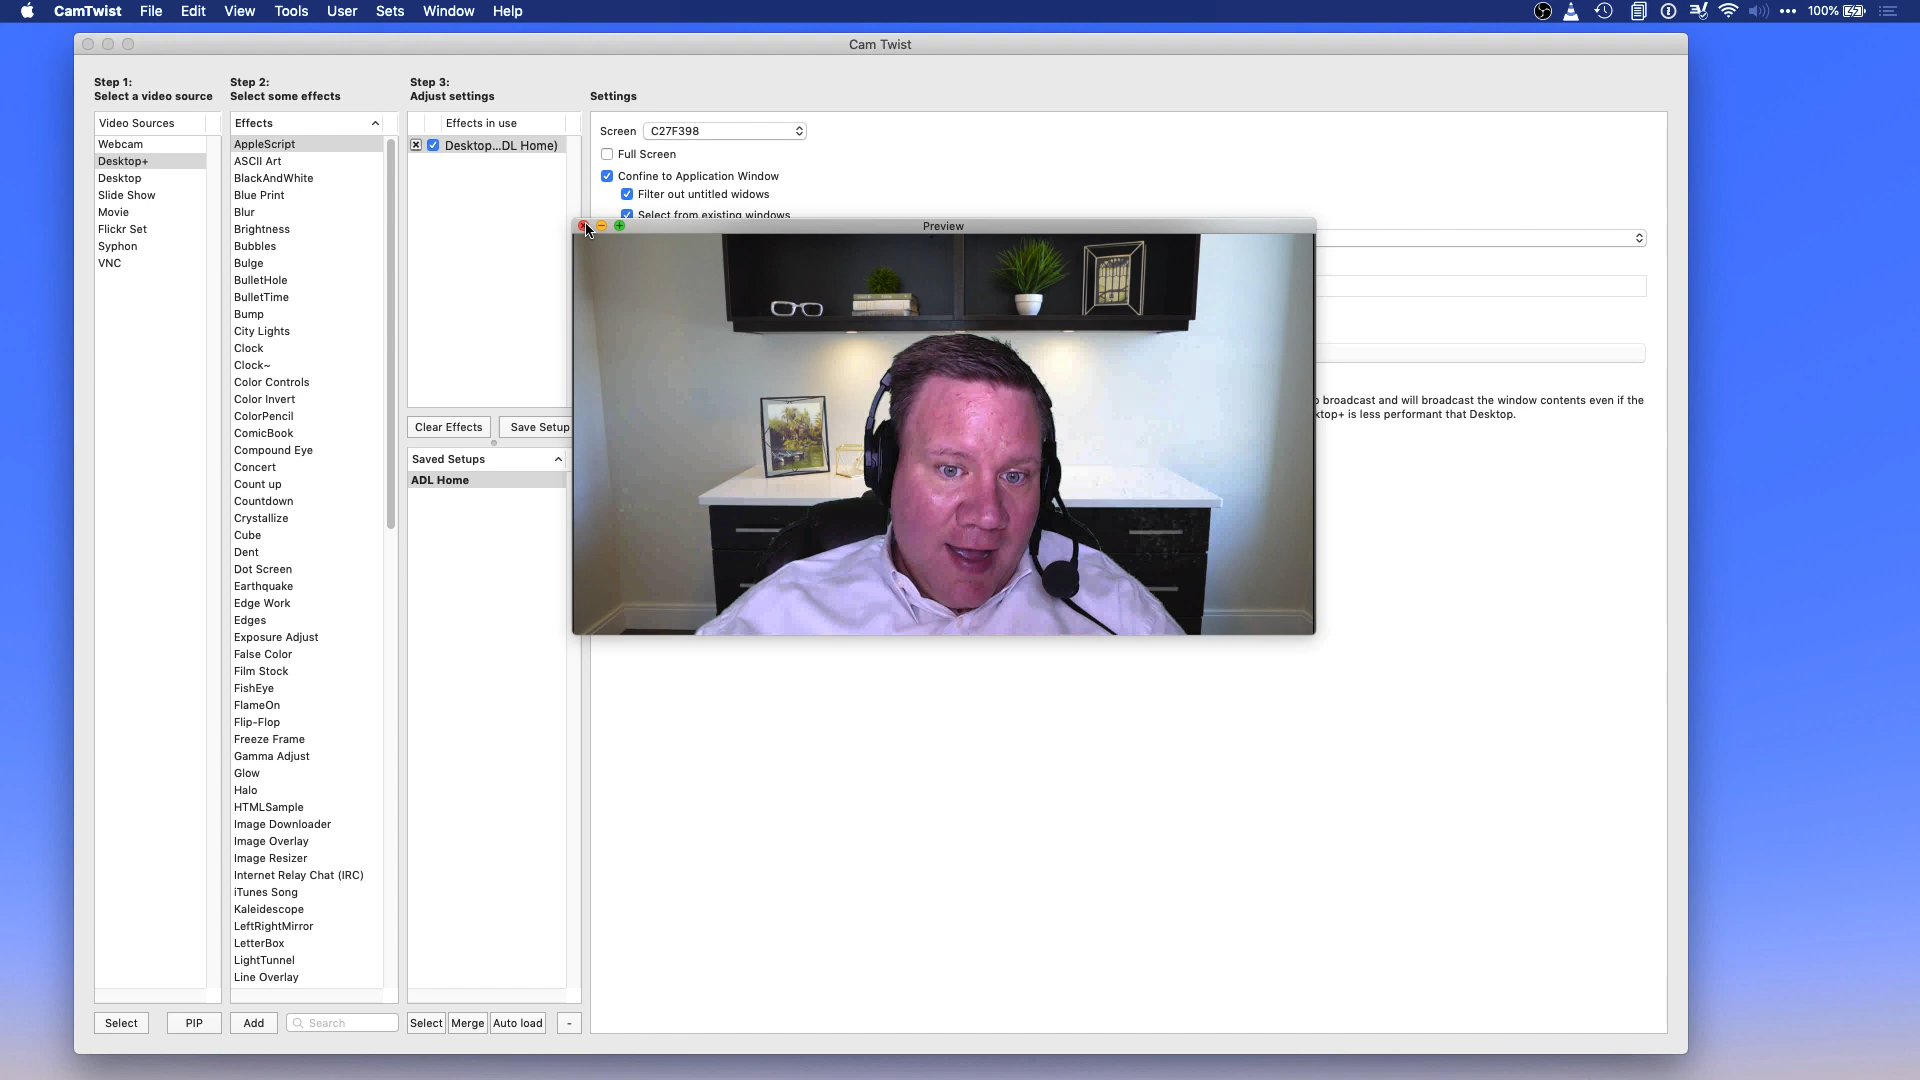 CamTwist File Edit View Tools User Sets Window Help
100%
Cam Twist
Step 1:
Select a video source
Step 2:
Select some effects
Step 3:
Adjust settings
Settings
Video Sources
Webcam
Desktop+
Desktop
Slide Show
Movie
Flickr Set
Syphon
VNC
Effects
AppleScript
ASCII Art
BlackAndWhite
Blue Print
Blur
Brightness
Bubbles
Bulge
BulletHole
BulletTime
Bump
City Lights
Clock
Clock~
Color Controls
Color Invert
ColorPencil
ComicBook
Compound Eye
Concert
Count up
Countdown
Crystallize
Cube
Dent
Dot Screen
Earthquake
Edge Work
Edges
Exposure Adjust
False Color
Film Stock
FishEye
FlameOn
Flip-Flop
Freeze Frame
Gamma Adjust
Glow
Halo
HTMLSample
Image Downloader
Image Overlay
Image Resizer
Internet Relay Chat (IRC)
iTunes Song
Kaleidescope
LeftRightMirror
LetterBox
LightTunnel
Line Overlay
Effects in use
Desktop...DL Home)
Clear Effects
Save Setup
Saved Setups
ADL Home
Screen C27F398
Full Screen
Confine to Application Window
Filter out untitled widows
Select from existing windows
Preview
broadcast and will broadcast the window contents even if the
ktop+ is less performant that Desktop.
Select
PIP
Add
Search
Select
Merge
Auto load
-